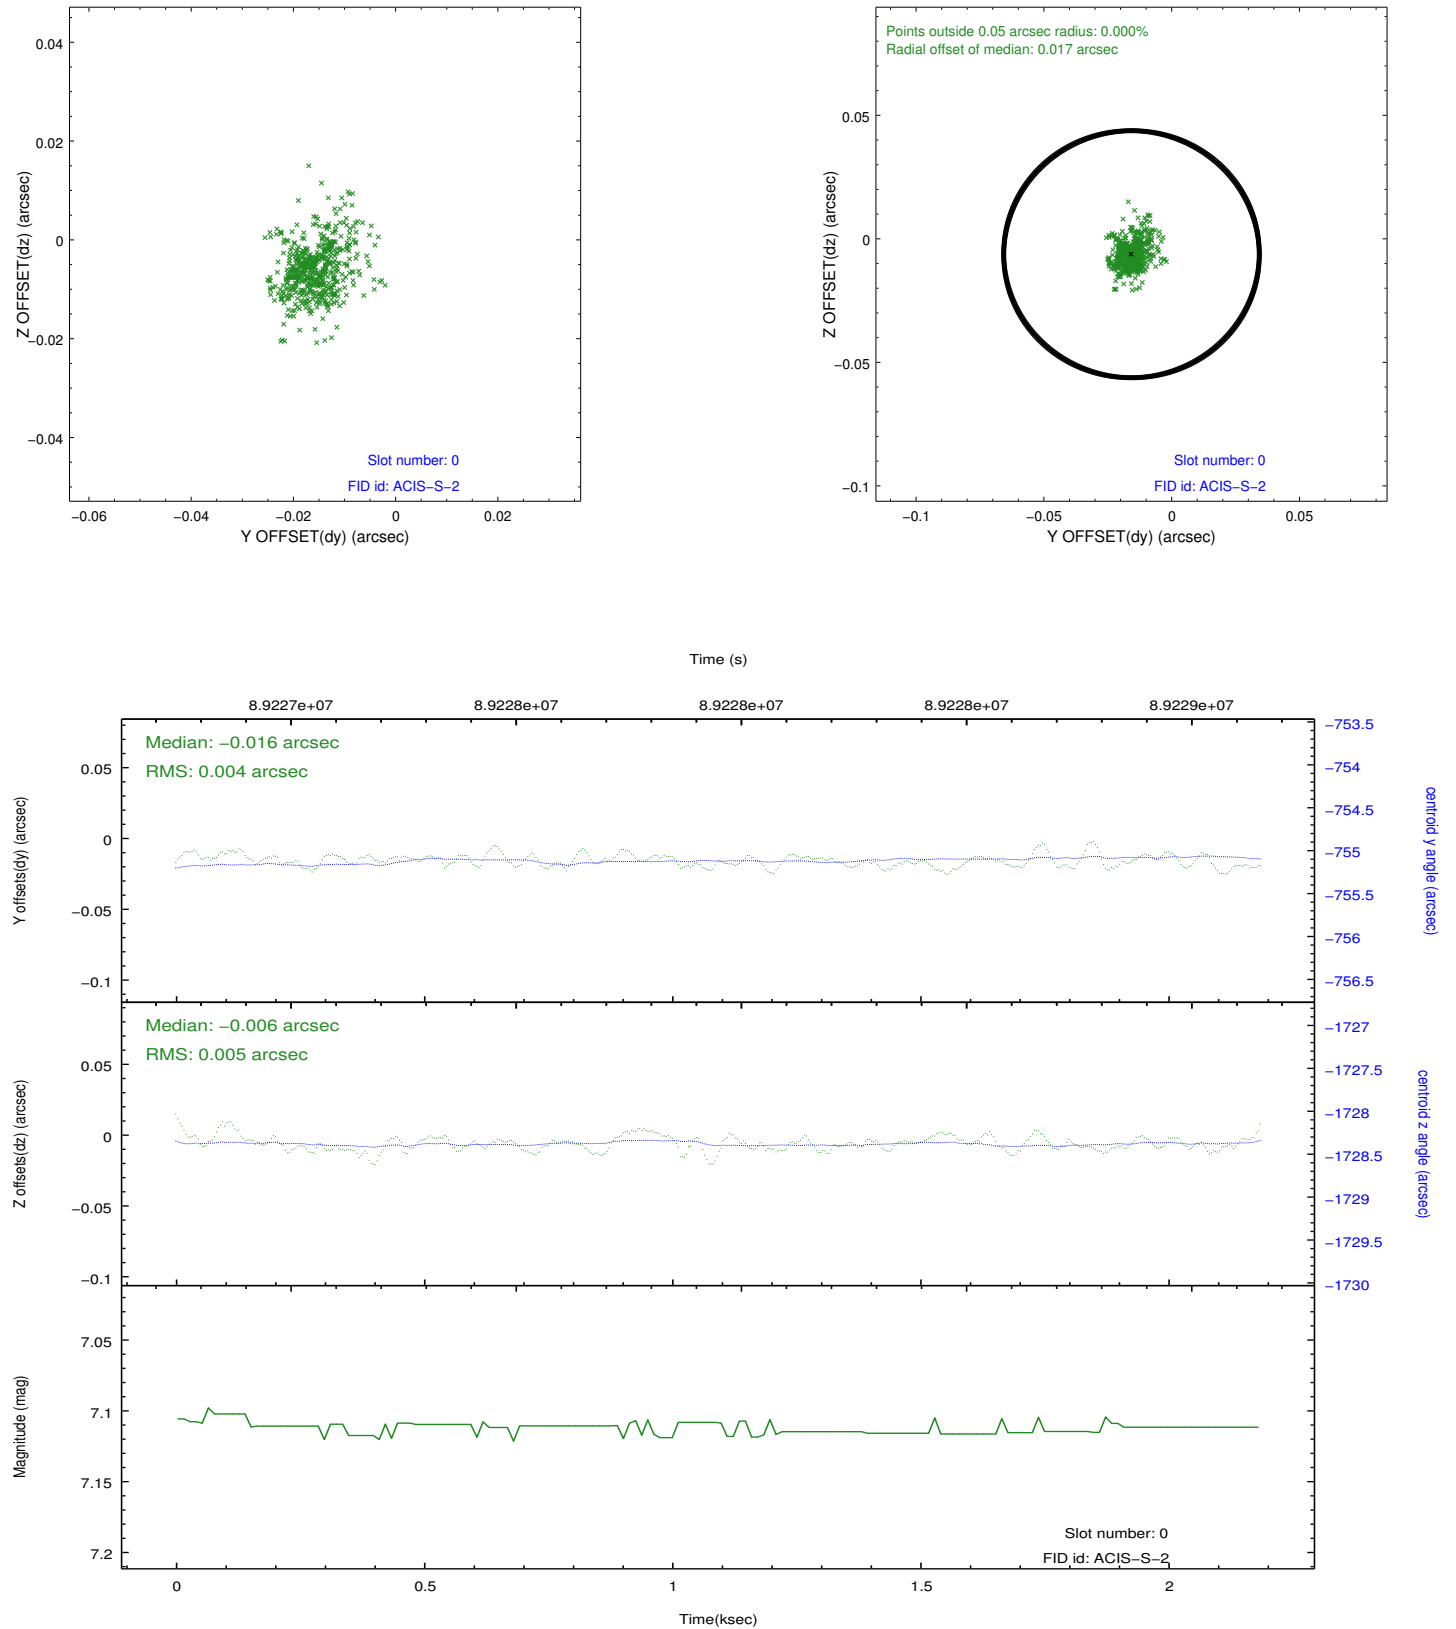 0.04
0.02
0
−0.02
−0.04
Z OFFSET(dz) (arcsec)
Slot number: 0
FID id: ACIS−S−2
−0.06
−0.04
−0.02
0
0.02
Y OFFSET(dy) (arcsec)
Points outside 0.05 arcsec radius: 0.000%
Radial offset of median: 0.017 arcsec
0.05
0
−0.05
−0.1
Z OFFSET(dz) (arcsec)
Slot number: 0
FID id: ACIS−S−2
−0.1
−0.05
0
0.05
Y OFFSET(dy) (arcsec)
Time (s)
8.9227e+07
8.9228e+07
8.9228e+07
8.9228e+07
8.9229e+07
Median: −0.016 arcsec
RMS: 0.004 arcsec
0.05
0
−0.05
−0.1
Y offsets(dy) (arcsec)
−753.5
−754
−754.5
−755
−755.5
−756
−756.5
centroid y angle (arcsec)
Median: −0.006 arcsec
RMS: 0.005 arcsec
0.05
0
−0.05
−0.1
Z offsets(dz) (arcsec)
−1727
−1727.5
−1728
−1728.5
−1729
−1729.5
−1730
centroid z angle (arcsec)
7.05
7.1
7.15
7.2
Magnitude (mag)
Slot number: 0
FID id: ACIS−S−2
0
0.5
1
1.5
2
Time(ksec)